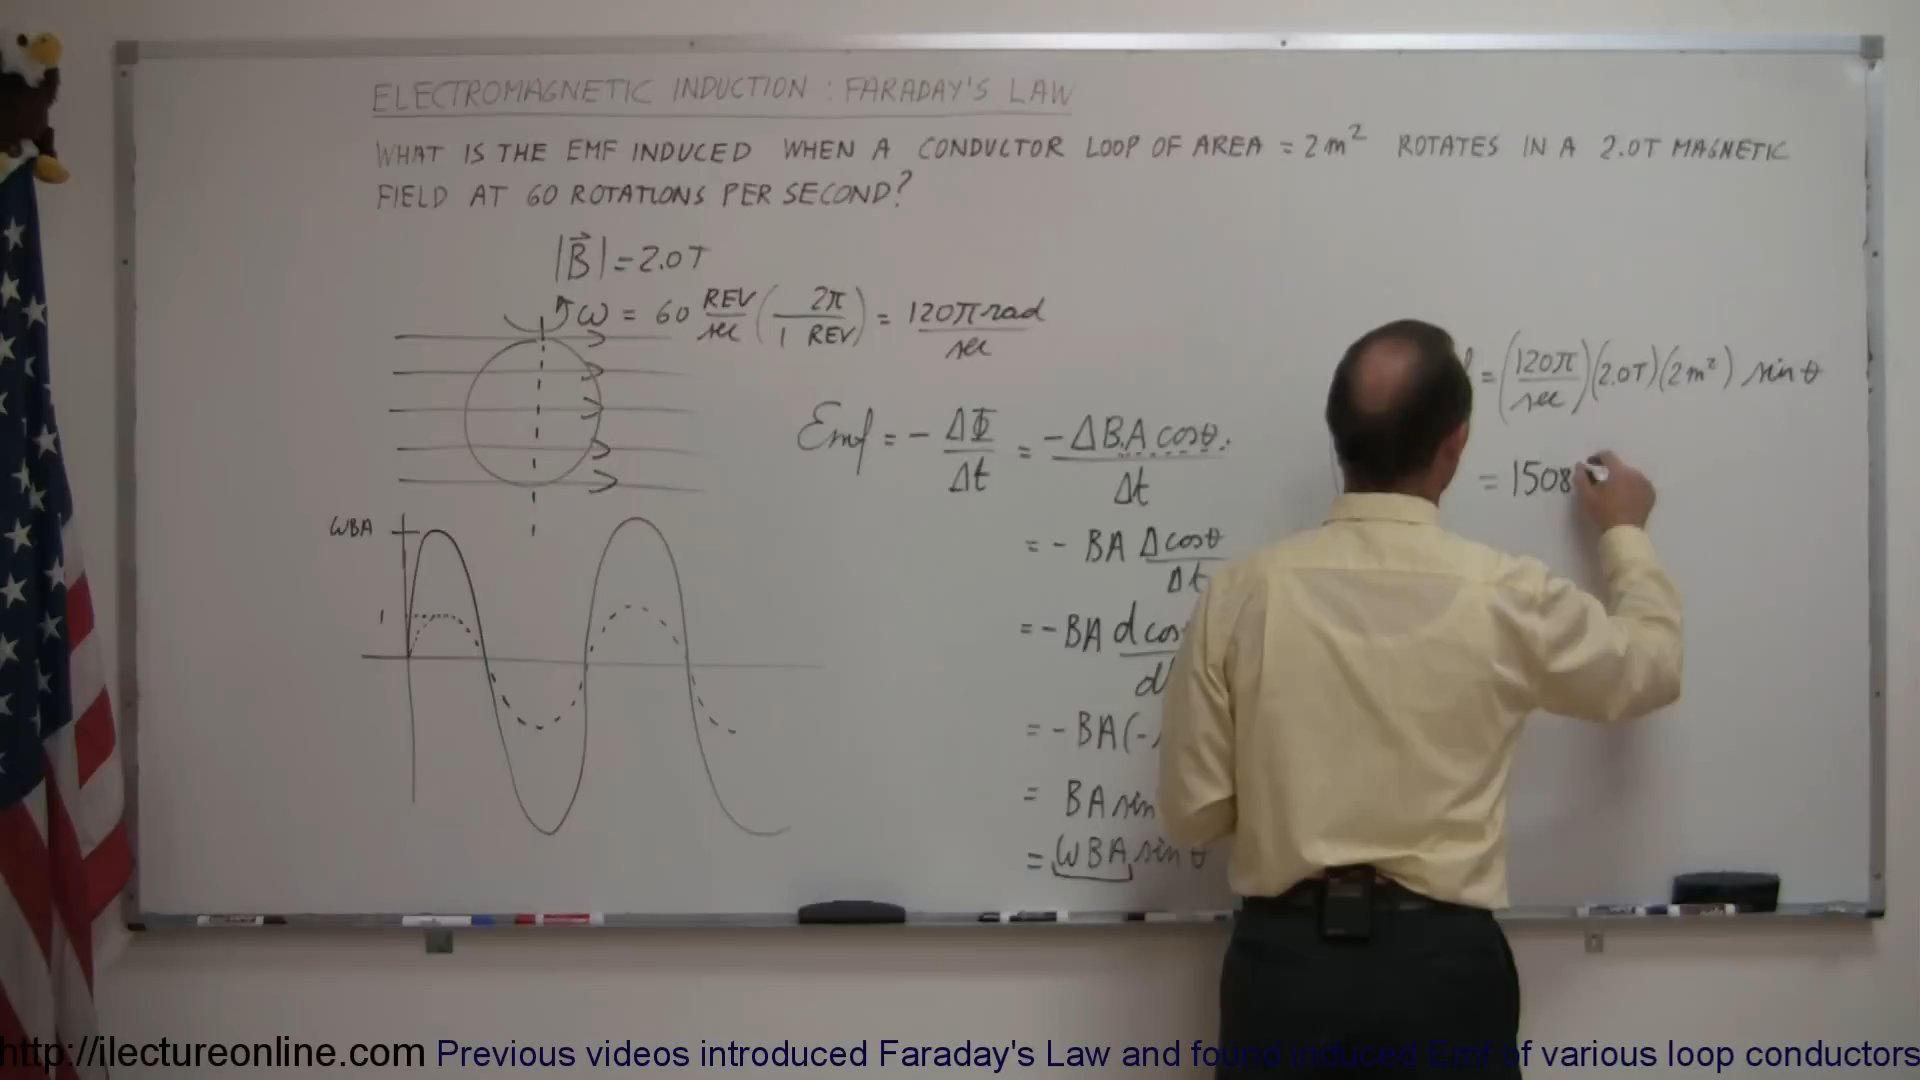 ELECTROMAGNETIC INDUCTION : FARADAY'S LAW
WHAT IS THE EMF INDUCED WHEN A CONDUCTOR LOOP OF AREA = 2m² ROTATES IN A 2.0T MAGNETIC
FIELD AT 60 ROTATIONS PER SECOND?
|B⃗| = 2.0T
ω = 60 REV/sec (2π/1 REV) = 120π rad/sec
= (120π/sec)(2.0T)(2m²) sin θ
Emf = - ΔΦ/Δt = -ΔB·A cosθ/Δt
= 1508
= - BA Δcosθ/Δt
= - BA d cos
= - BA(-
= BA sin
= ωBA sin θ
ωBA
1
http://ilectureonline.com Previous videos introduced Faraday's Law and found induced Emf of various loop conductors